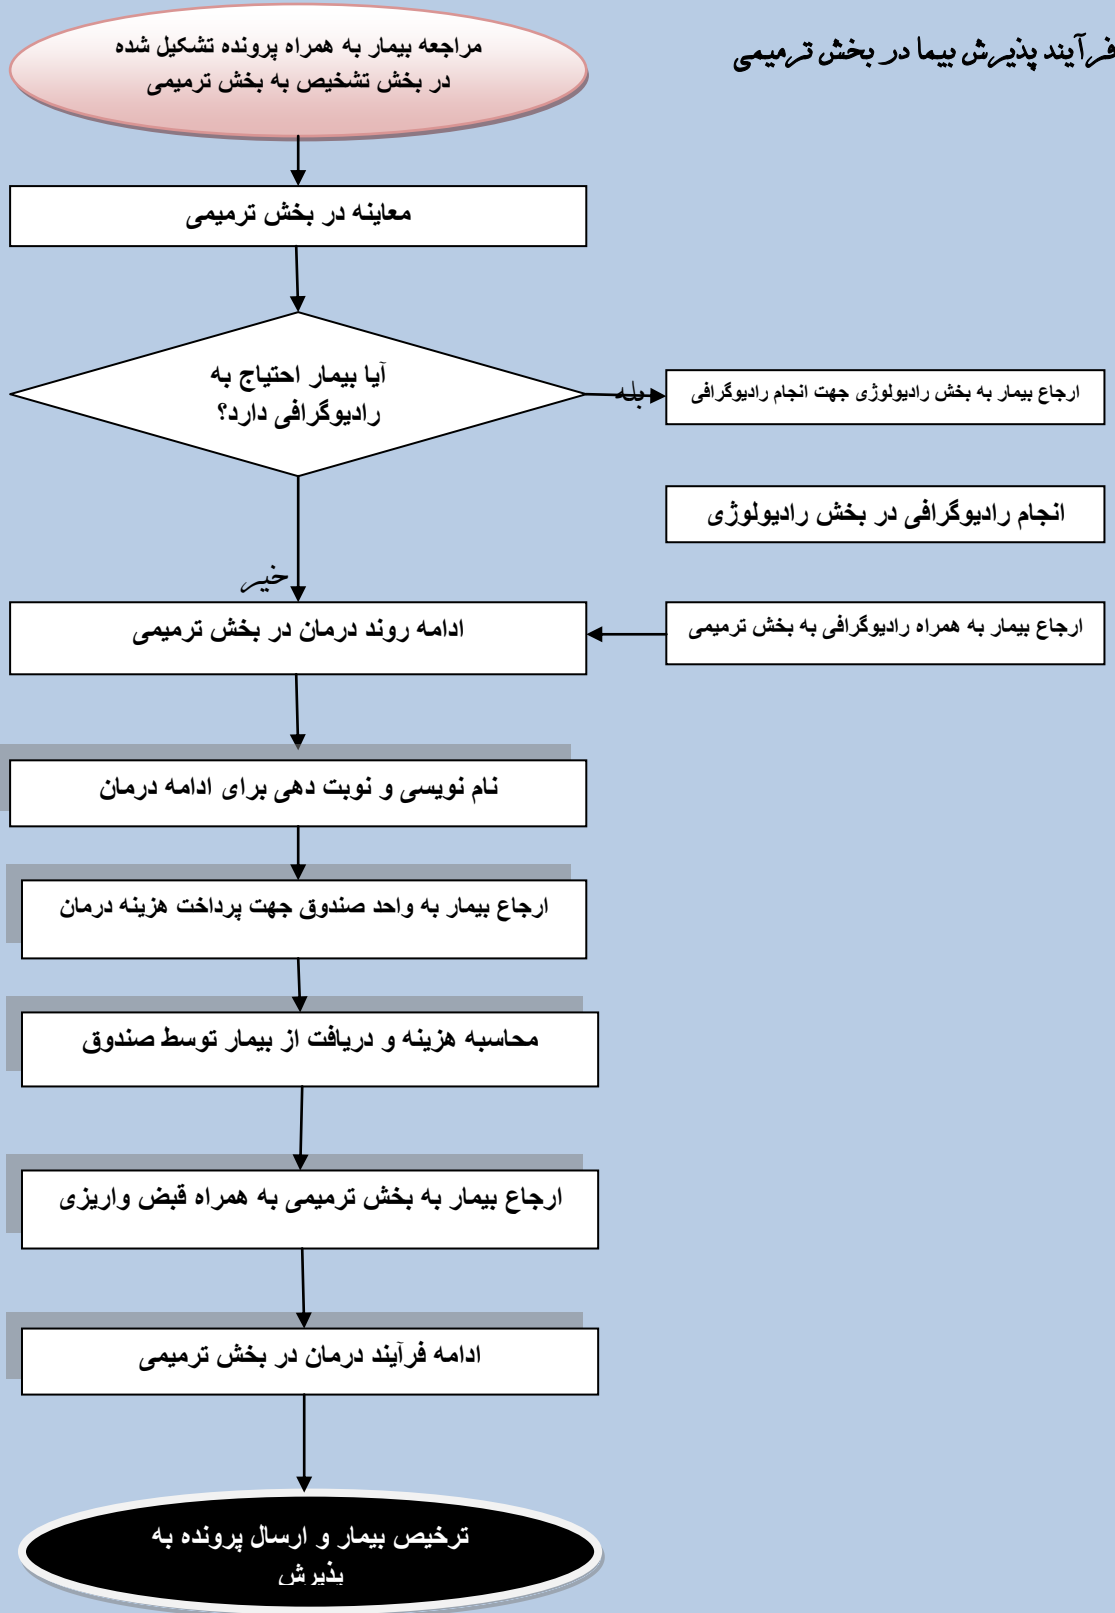 فرآیند پذیرش بیما در بخش ترمیمی
مراجعه بیمار به همراه پرونده تشکیل شده
در بخش تشخیص به بخش ترمیمی
معاینه در بخش ترمیمی
آیا بیمار احتیاج به
رادیوگرافی دارد؟
بله
ارجاع بیمار به بخش رادیولوژی جهت انجام رادیوگرافی
انجام رادیوگرافی در بخش رادیولوژی
خیر
ارجاع بیمار به همراه رادیوگرافی به بخش ترمیمی
ادامه روند درمان در بخش ترمیمی
نام نویسی و نوبت دهی برای ادامه درمان
ارجاع بیمار به واحد صندوق جهت پرداخت هزینه درمان
محاسبه هزینه و دریافت از بیمار توسط صندوق
ارجاع بیمار به بخش ترمیمی به همراه قبض واریزی
ادامه فرآیند درمان در بخش ترمیمی
ترخیص بیمار و ارسال پرونده به
پذیرش